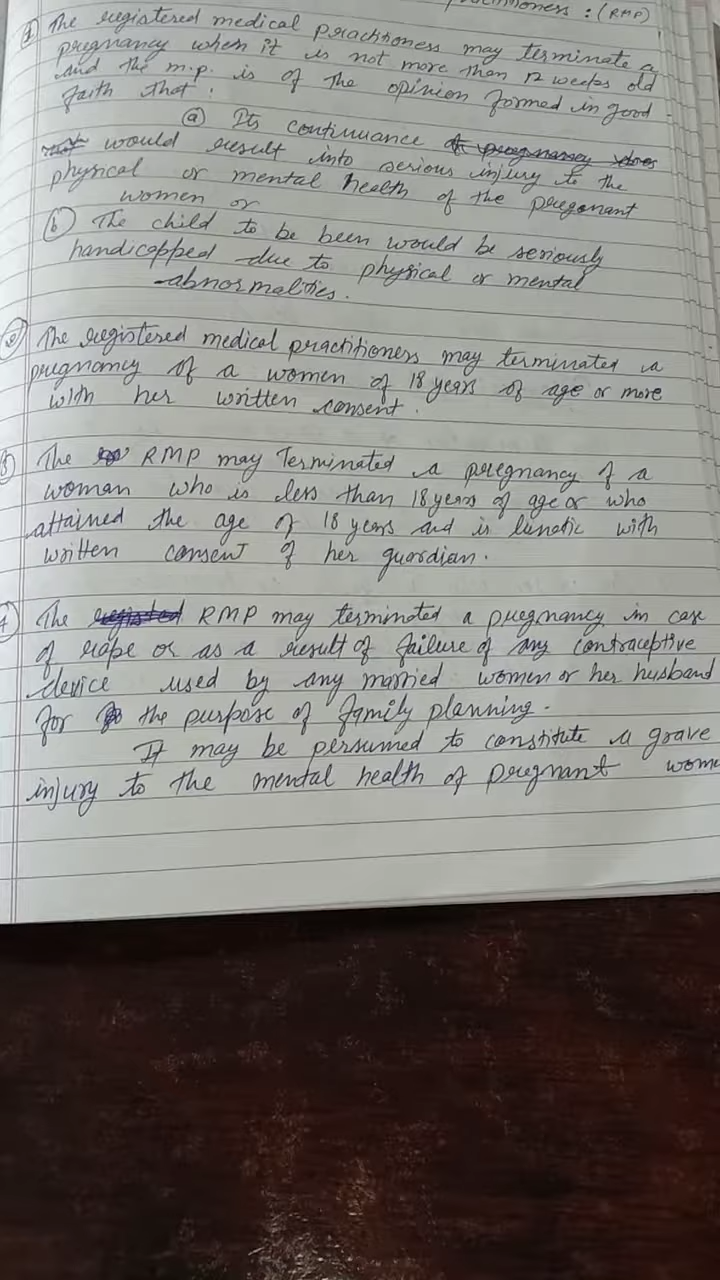 : (RMP)
① The registered medical practioness may terminate a
pregnancy when it is not more than 12 weeks old
and the m.p. is of the opinion formed in good
faith that :
ⓐ Its continuance
would result into serious injury to the
physical or mental health of the pregonant
women or
ⓑ The child to be been would be seriously
handicopped due to physical or mental
abnormalities.
The registered medical practitioners may terminated a
pregnancy of a women of 18 years of age or more
with her written consent.
③ The RMP may Terminated a pregnancy of a
woman who is less than 18 years of age or who
attained the age of 18 years and is lunatic with
written consent of her guardian.
④ The RMP may terminated a pregnancy in case
of rape or as a result of failure of any contraceptive
device used by any married women or her husband
for the purpose of family planning.
It may be persumed to constitute a grave
injury to the mental health of pregnant wome